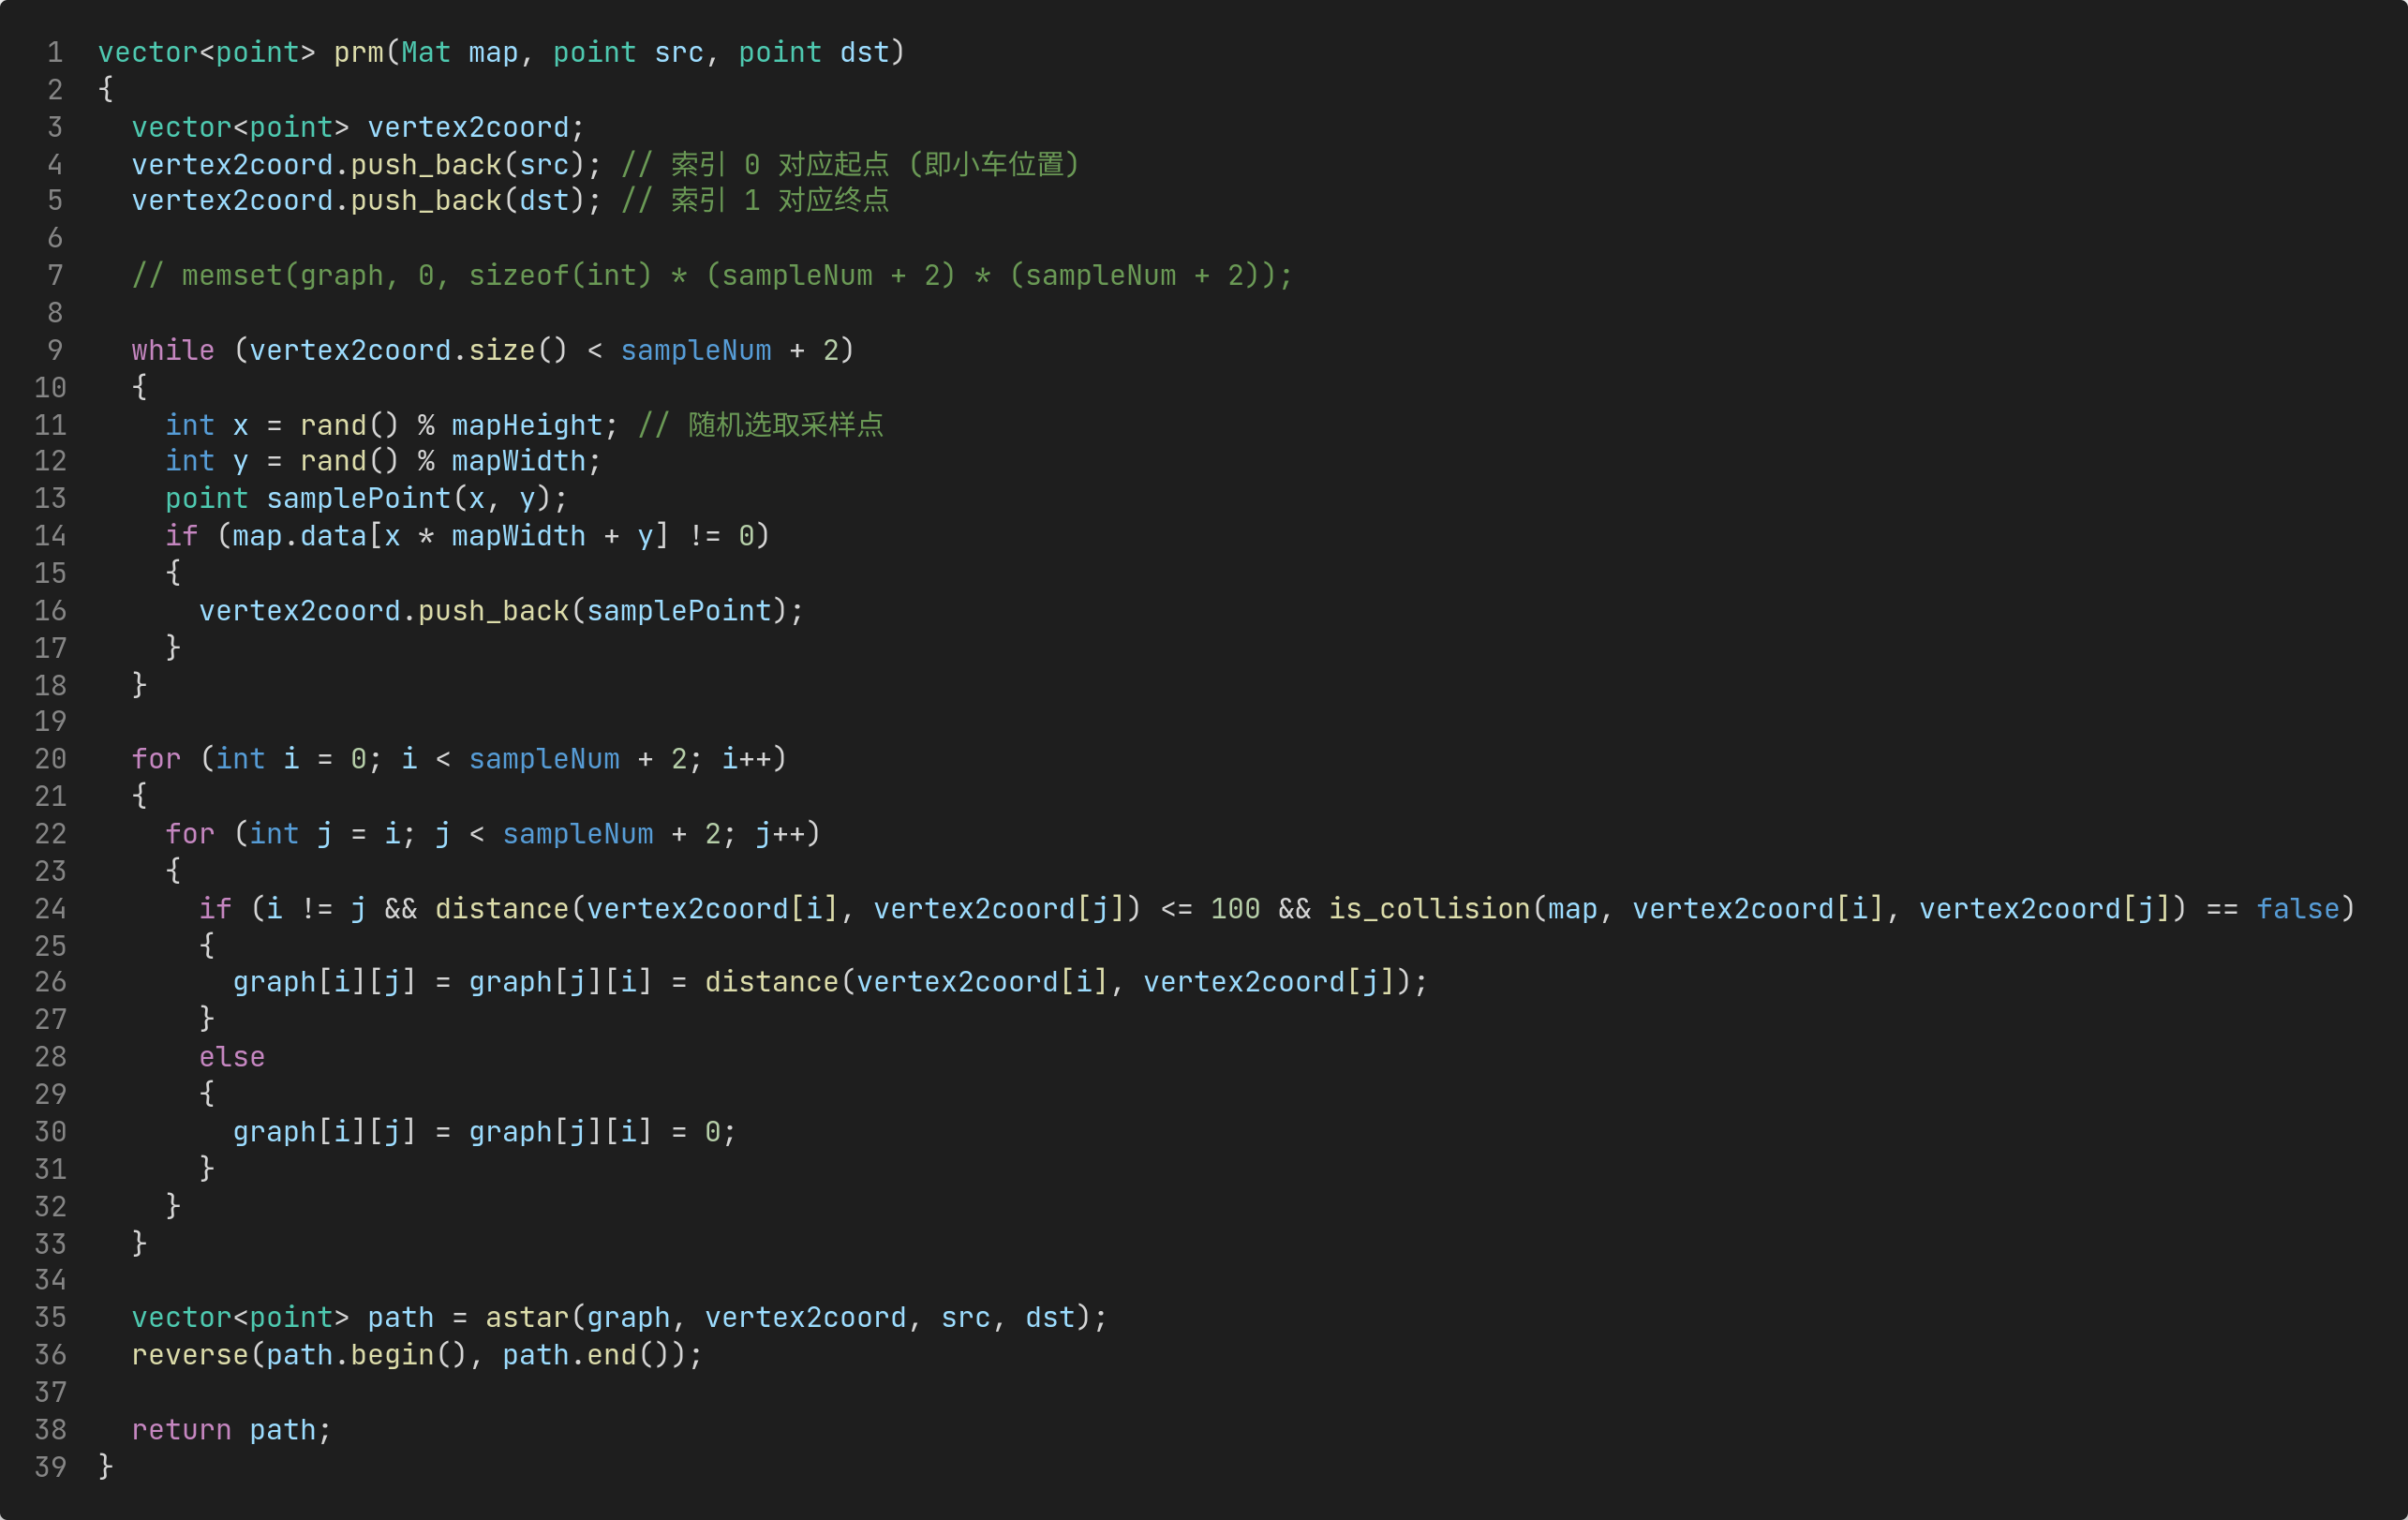 1 vector<point> prm(Mat map, point src, point dst)
2 {
3   vector<point> vertex2coord;
4   vertex2coord.push_back(src); // 索引 0 对应起点 (即小车位置)
5   vertex2coord.push_back(dst); // 索引 1 对应终点
6
7   // memset(graph, 0, sizeof(int) * (sampleNum + 2) * (sampleNum + 2));
8
9   while (vertex2coord.size() < sampleNum + 2)
10   {
11     int x = rand() % mapHeight; // 随机选取采样点
12     int y = rand() % mapWidth;
13     point samplePoint(x, y);
14     if (map.data[x * mapWidth + y] != 0)
15     {
16       vertex2coord.push_back(samplePoint);
17     }
18   }
19
20   for (int i = 0; i < sampleNum + 2; i++)
21   {
22     for (int j = i; j < sampleNum + 2; j++)
23     {
24       if (i != j && distance(vertex2coord[i], vertex2coord[j]) <= 100 && is_collision(map, vertex2coord[i], vertex2coord[j]) == false)
25       {
26         graph[i][j] = graph[j][i] = distance(vertex2coord[i], vertex2coord[j]);
27       }
28       else
29       {
30         graph[i][j] = graph[j][i] = 0;
31       }
32     }
33   }
34
35   vector<point> path = astar(graph, vertex2coord, src, dst);
36   reverse(path.begin(), path.end());
37
38   return path;
39 }